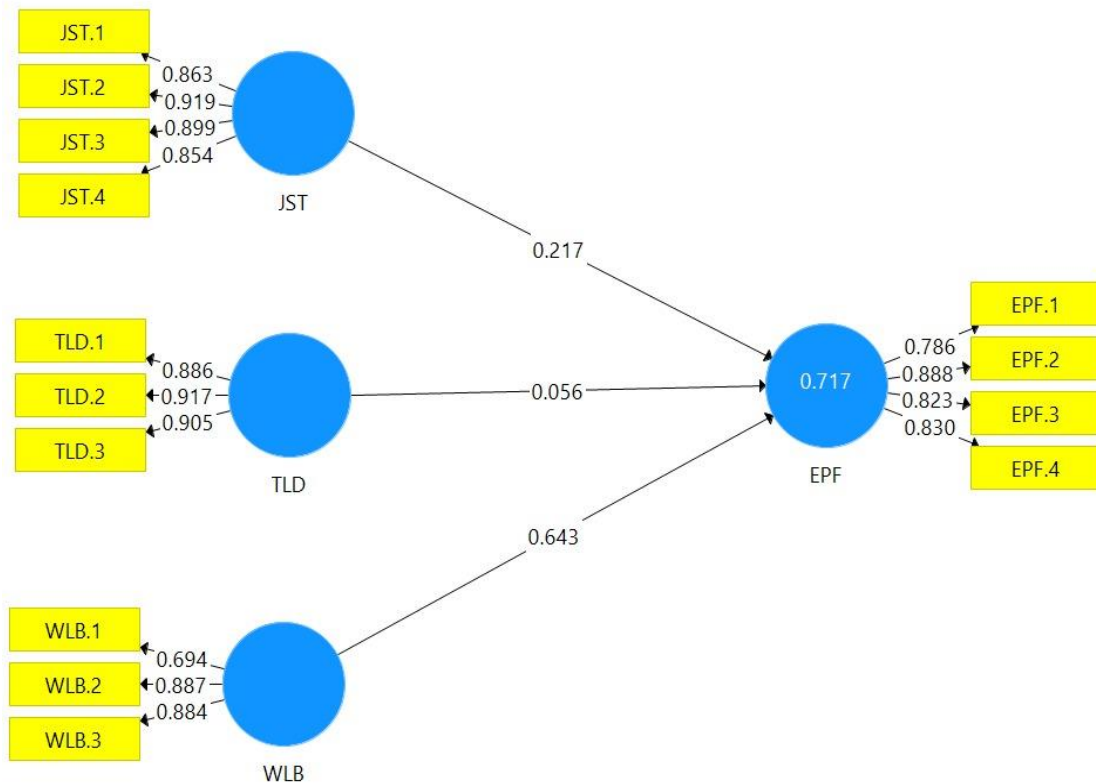 JST.1
JST.2
JST.3
JST.4
0.863
0.919
0.899
0.854
JST
0.217
TLD.1
TLD.2
TLD.3
0.886
0.917
0.905
TLD
0.056
WLB.1
WLB.2
WLB.3
0.694
0.887
0.884
WLB
0.643
0.717
EPF
0.786
0.888
0.823
0.830
EPF.1
EPF.2
EPF.3
EPF.4